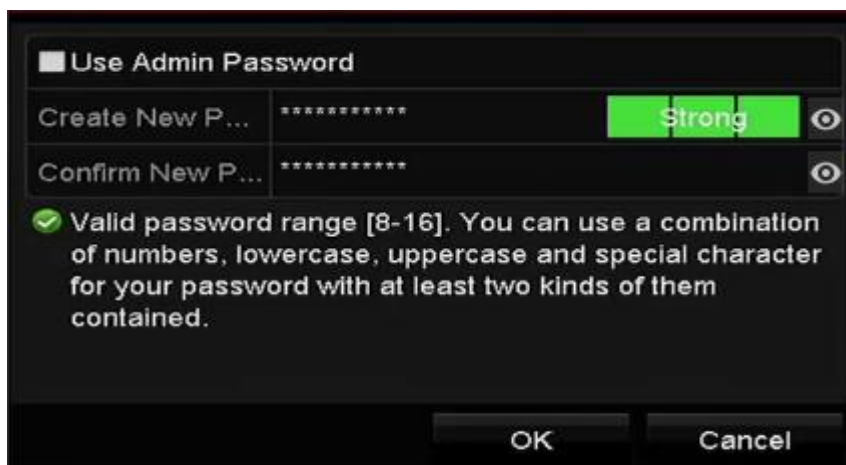 Use Admin Password
Create New P... *********** Strong
Confirm New P... ***********
Valid password range [8-16]. You can use a combination
of numbers, lowercase, uppercase and special character
for your password with at least two kinds of them
contained.
OK Cancel